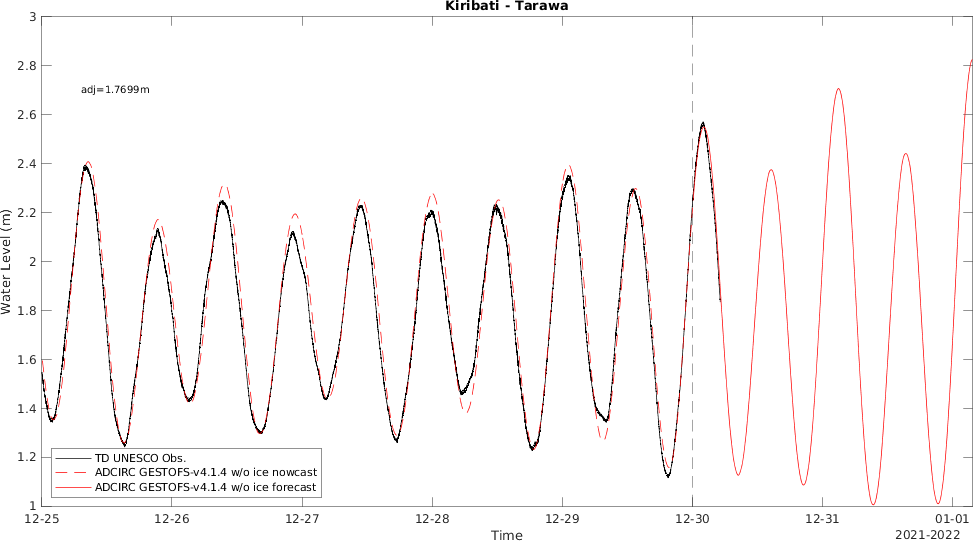 Kiribati - Tarawa
3
2.8
2.6
2.4
2.2
2
1.8
1.6
1.4
1.2
1
Water Level (m)
adj=1.7699m
TD UNESCO Obs.
ADCIRC GESTOFS-v4.1.4 w/o ice nowcast
ADCIRC GESTOFS-v4.1.4 w/o ice forecast
12-25 12-26 12-27 12-28 12-29 12-30 12-31 01-01
Time
2021-2022